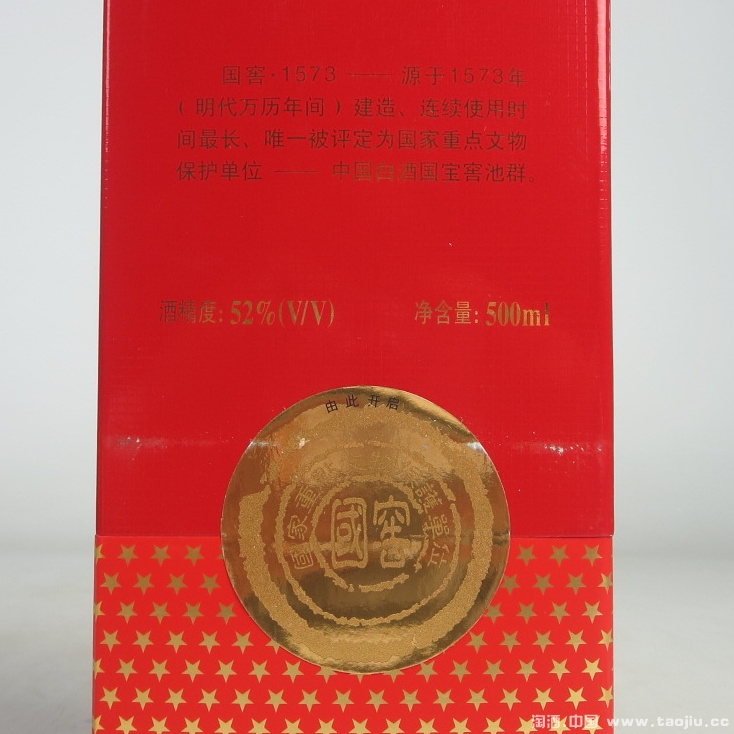 国窖·1573——源于1573年
（明代万历年间）建造、连续使用时
间最长、唯一被评定为国家重点文物
保护单位——中国白酒国宝窖池群。
酒精度：52%(V/V)
净含量：500ml
由此开启
國窖
淘酒.中国 www.taojiu.cc